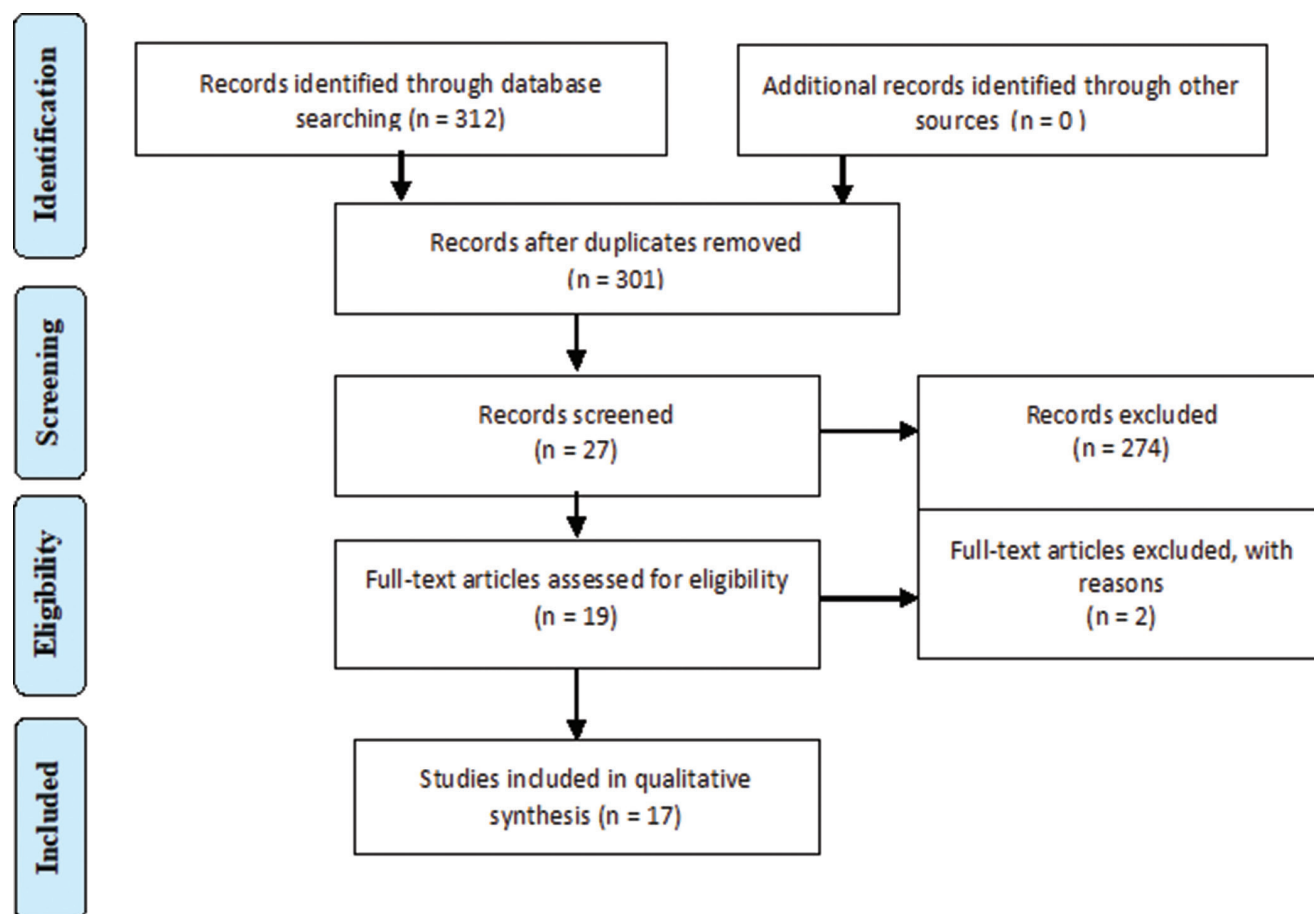 Identification
Records identified through database
searching (n = 312)
Additional records identified through other
sources (n = 0 )
Records after duplicates removed
(n = 301)
Screening
Records screened
(n = 27)
Records excluded
(n = 274)
Eligibility
Full-text articles assessed for eligibility
(n = 19)
Full-text articles excluded, with
reasons
(n = 2)
Included
Studies included in qualitative
synthesis (n = 17)